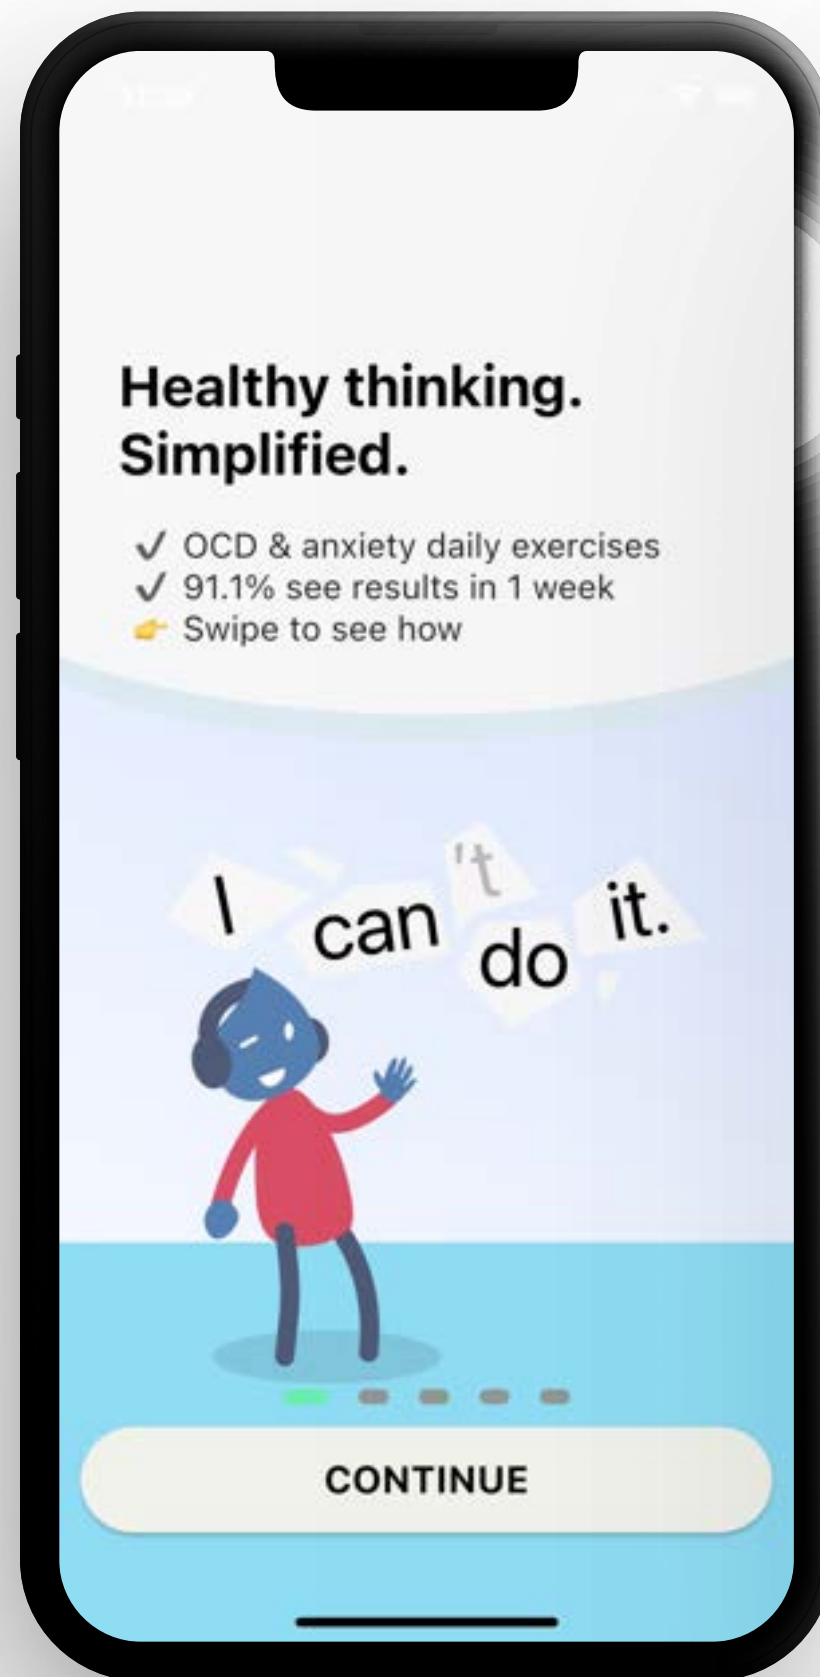 Healthy thinking.
Simplified.
✓ OCD & anxiety daily exercises
✓ 91.1% see results in 1 week
👉 Swipe to see how
I can't do it.
CONTINUE